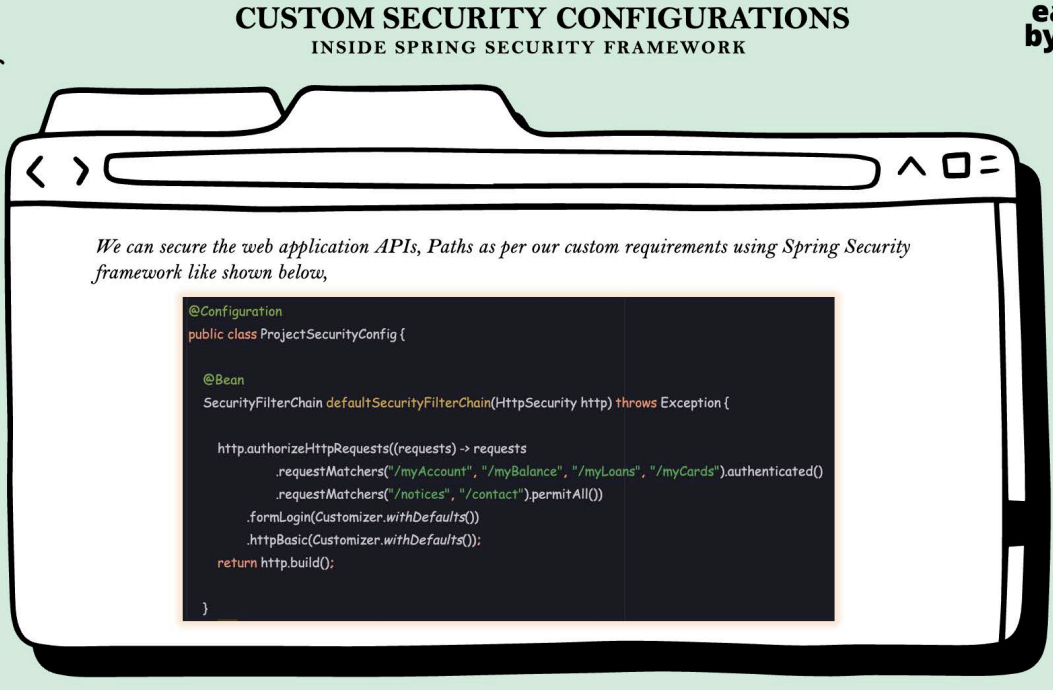 CUSTOM SECURITY CONFIGURATIONS
INSIDE SPRING SECURITY FRAMEWORK
We can secure the web application APIs, Paths as per our custom requirements using Spring Security
framework like shown below,
@Configuration
public class ProjectSecurityConfig {
@Bean
SecurityFilterChain defaultSecurityFilterChain(HttpSecurity http) throws Exception {
http.authorizeHttpRequests((requests) -> requests
.requestMatchers("/myAccount", "/myBalance", "/myLoans", "/myCards").authenticated()
.requestMatchers("/notices", "/contact").permitAll())
.formLogin(Customizer.withDefaults())
.httpBasic(Customizer.withDefaults());
return http.build();
}